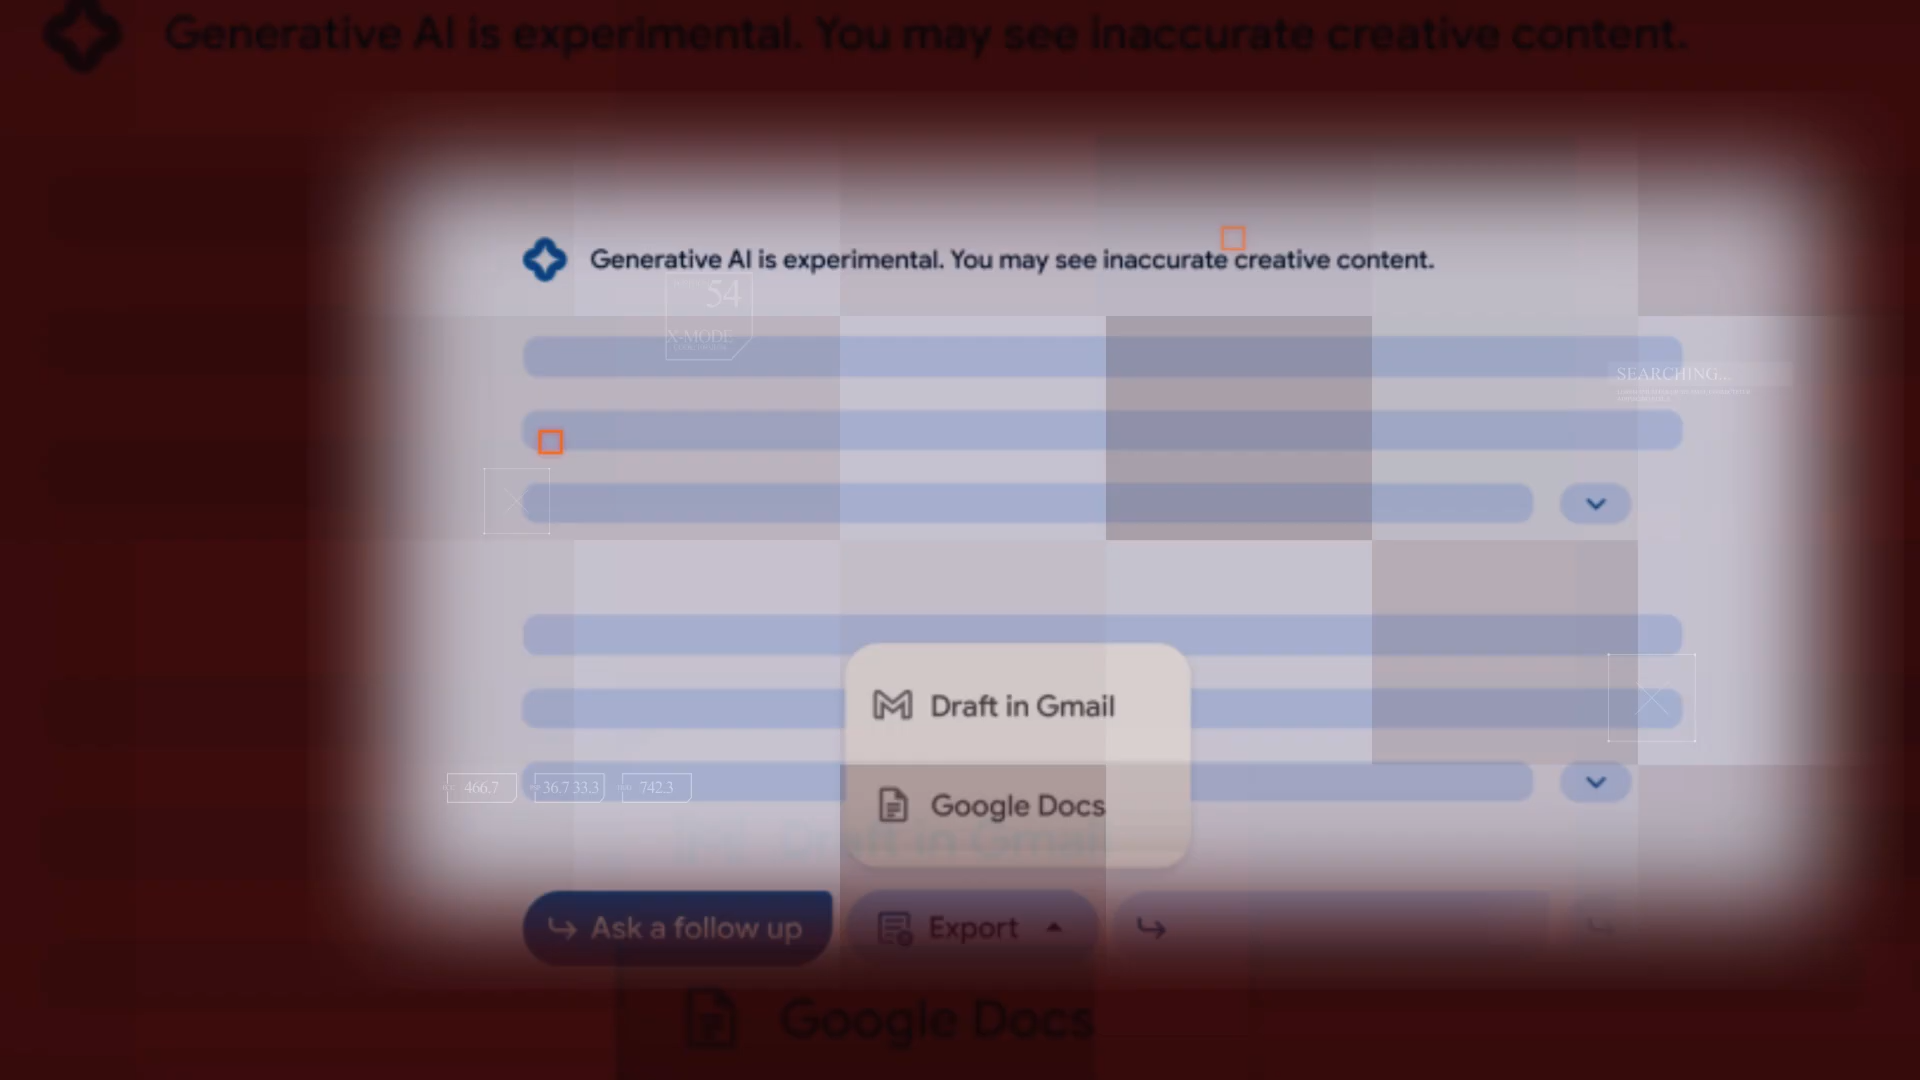 Generative AI is experimental. You may see inaccurate creative content.
Generative AI is experimental. You may see inaccurate creative content.
54
X-MODE
SEARCHING...
Draft in Gmail
466.7
36.7 33.3
742.3
Google Docs
Draft in Gmail
Ask a follow up
Export
Google Docs